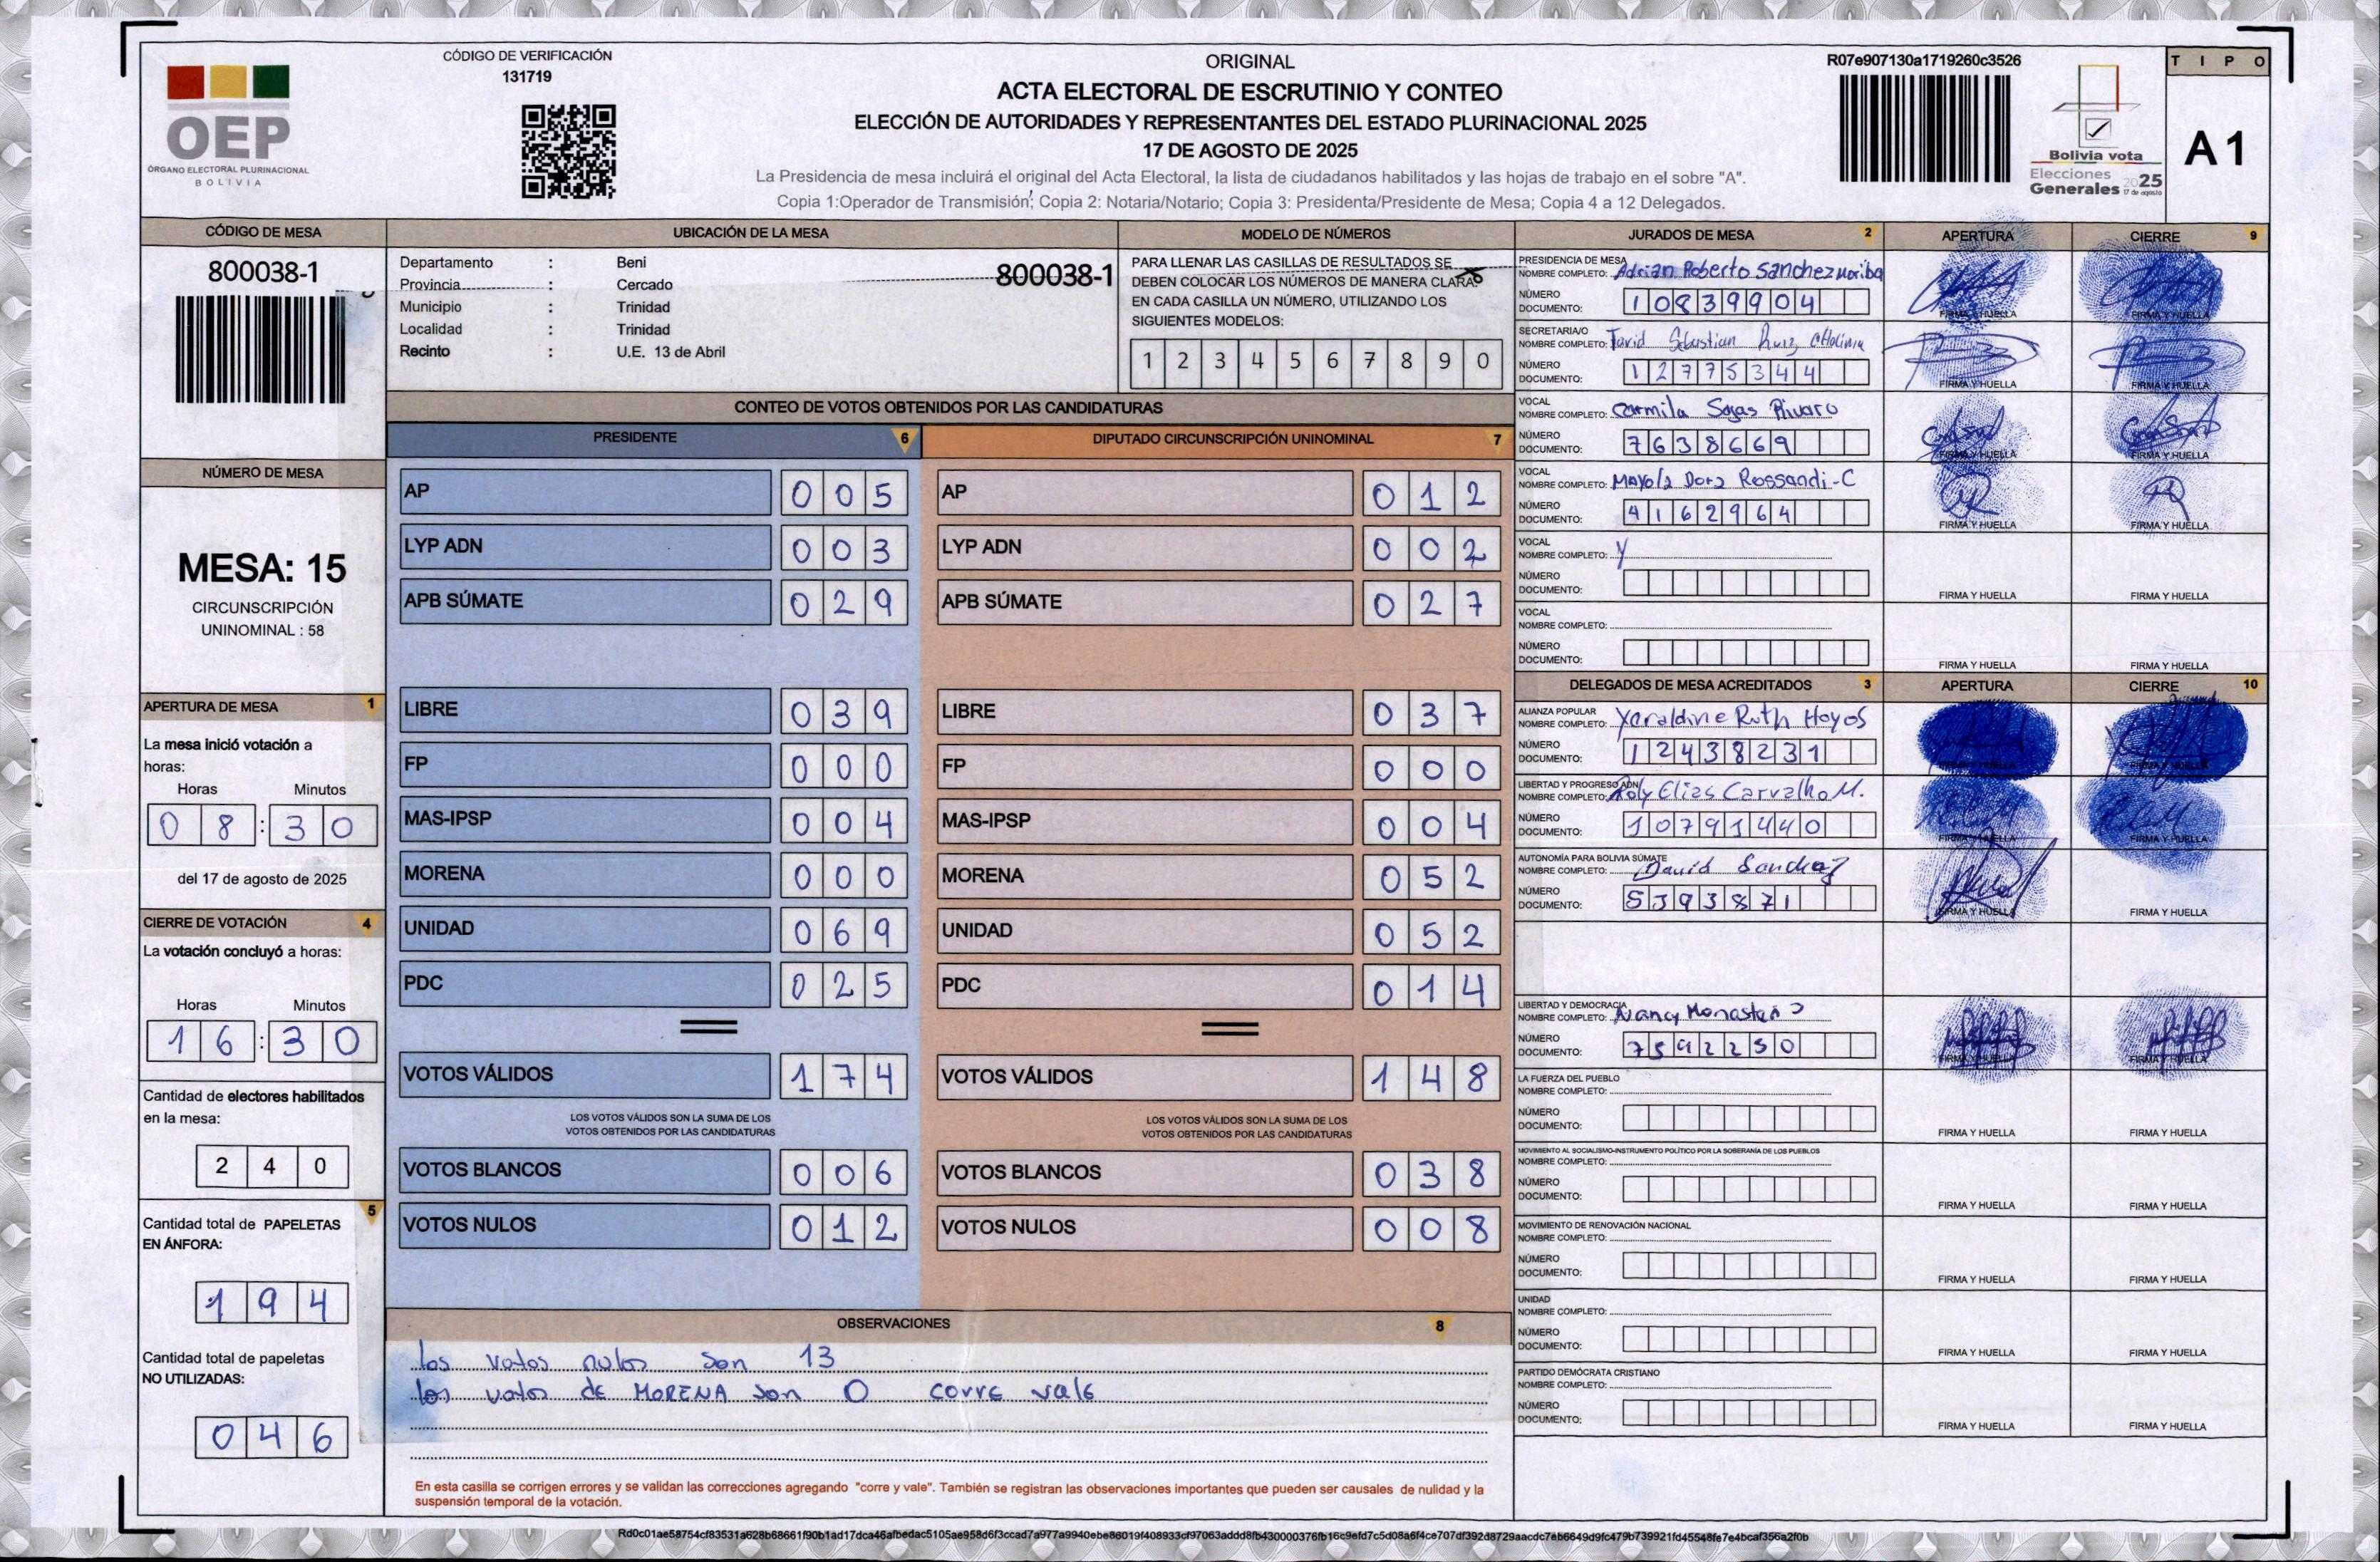 CÓDIGO DE VERIFICACIÓN
131719
OEP
ÓRGANO ELECTORAL PLURINACIONAL
BOLIVIA
ORIGINAL
ACTA ELECTORAL DE ESCRUTINIO Y CONTEO
ELECCIÓN DE AUTORIDADES Y REPRESENTANTES DEL ESTADO PLURINACIONAL 2025
17 DE AGOSTO DE 2025
La Presidencia de mesa incluirá el original del Acta Electoral, la lista de ciudadanos habilitados y las hojas de trabajo en el sobre "A".
Copia 1:Operador de Transmisión; Copia 2: Notaria/Notario; Copia 3: Presidenta/Presidente de Mesa; Copia 4 a 12 Delegados.
R07e907130a1719260c3526
Bolivia vota
Elecciones
Generales 2025
17 de agosto
TIPO
A1
CÓDIGO DE MESA
800038-1
UBICACIÓN DE LA MESA
Departamento : Beni
Provincia : Cercado
Municipio : Trinidad
Localidad : Trinidad
Recinto : U.E. 13 de Abril
800038-1
MODELO DE NÚMEROS
PARA LLENAR LAS CASILLAS DE RESULTADOS SE
DEBEN COLOCAR LOS NÚMEROS DE MANERA CLARA
EN CADA CASILLA UN NÚMERO, UTILIZANDO LOS
SIGUIENTES MODELOS:
1 2 3 4 5 6 7 8 9 0
NÚMERO DE MESA
MESA: 15
CIRCUNSCRIPCIÓN
UNINOMINAL : 58
APERTURA DE MESA 1
La mesa inició votación a
horas:
Horas Minutos
08:30
del 17 de agosto de 2025
CIERRE DE VOTACIÓN 4
La votación concluyó a horas:
Horas Minutos
16:30
Cantidad de electores habilitados
en la mesa:
240
5
Cantidad total de PAPELETAS
EN ÁNFORA:
194
Cantidad total de papeletas
NO UTILIZADAS:
046
CONTEO DE VOTOS OBTENIDOS POR LAS CANDIDATURAS
PRESIDENTE 6
AP 005
LYP ADN 003
APB SÚMATE 029
LIBRE 039
FP 000
MAS-IPSP 004
MORENA 000
UNIDAD 069
PDC 025
VOTOS VÁLIDOS 174
LOS VOTOS VÁLIDOS SON LA SUMA DE LOS
VOTOS OBTENIDOS POR LAS CANDIDATURAS
VOTOS BLANCOS 006
VOTOS NULOS 012
DIPUTADO CIRCUNSCRIPCIÓN UNINOMINAL 7
AP 012
LYP ADN 002
APB SÚMATE 027
LIBRE 037
FP 000
MAS-IPSP 004
MORENA 052
UNIDAD 052
PDC 014
VOTOS VÁLIDOS 148
LOS VOTOS VÁLIDOS SON LA SUMA DE LOS
VOTOS OBTENIDOS POR LAS CANDIDATURAS
VOTOS BLANCOS 038
VOTOS NULOS 008
OBSERVACIONES 8
Los votos nulos son 13
los votos de MORENA son 0 corre vale
En esta casilla se corrigen errores y se validan las correcciones agregando "corre y vale". También se registran las observaciones importantes que pueden ser causales de nulidad y la
suspensión temporal de la votación.
JURADOS DE MESA 2 APERTURA CIERRE 9
PRESIDENCIA DE MESA
NOMBRE COMPLETO: Adrian Roberto Sanchez Moriba
NÚMERO
DOCUMENTO: 10839904
FIRMA Y HUELLA FIRMA Y HUELLA
SECRETARIA/O
NOMBRE COMPLETO: Sebastian Ruiz
NÚMERO
DOCUMENTO: 12775344
FIRMA Y HUELLA FIRMA Y HUELLA
VOCAL
NOMBRE COMPLETO: Carmila Sajas Rivaro
NÚMERO
DOCUMENTO: 7638669
FIRMA Y HUELLA FIRMA Y HUELLA
VOCAL
NOMBRE COMPLETO: Mayola Dora Rossandi-C
NÚMERO
DOCUMENTO: 4162964
FIRMA Y HUELLA FIRMA Y HUELLA
VOCAL
NOMBRE COMPLETO:
NÚMERO
DOCUMENTO:
FIRMA Y HUELLA FIRMA Y HUELLA
VOCAL
NOMBRE COMPLETO:
NÚMERO
DOCUMENTO:
FIRMA Y HUELLA FIRMA Y HUELLA
DELEGADOS DE MESA ACREDITADOS 3 APERTURA CIERRE 10
ALIANZA POPULAR
NOMBRE COMPLETO: Yeraldine Ruth Hoyos
NÚMERO
DOCUMENTO: 12438231
FIRMA Y HUELLA FIRMA Y HUELLA
LIBERTAD Y PROGRESO ADN
NOMBRE COMPLETO: Roly Elias Carvalho M.
NÚMERO
DOCUMENTO: 10791440
FIRMA Y HUELLA FIRMA Y HUELLA
AUTONOMÍA PARA BOLIVIA SÚMATE
NOMBRE COMPLETO: David Sanchez
NÚMERO
DOCUMENTO: 5393871
FIRMA Y HUELLA FIRMA Y HUELLA
LIBERTAD Y DEMOCRACIA
NOMBRE COMPLETO: Nancy
NÚMERO
DOCUMENTO: 7592250
FIRMA Y HUELLA FIRMA Y HUELLA
LA FUERZA DEL PUEBLO
NOMBRE COMPLETO:
NÚMERO
DOCUMENTO:
FIRMA Y HUELLA FIRMA Y HUELLA
MOVIMIENTO AL SOCIALISMO-INSTRUMENTO POLÍTICO POR LA SOBERANÍA DE LOS PUEBLOS
NOMBRE COMPLETO:
NÚMERO
DOCUMENTO:
FIRMA Y HUELLA FIRMA Y HUELLA
MOVIMIENTO DE RENOVACIÓN NACIONAL
NOMBRE COMPLETO:
NÚMERO
DOCUMENTO:
FIRMA Y HUELLA FIRMA Y HUELLA
UNIDAD
NOMBRE COMPLETO:
NÚMERO
DOCUMENTO:
FIRMA Y HUELLA FIRMA Y HUELLA
PARTIDO DEMÓCRATA CRISTIANO
NOMBRE COMPLETO:
NÚMERO
DOCUMENTO:
FIRMA Y HUELLA FIRMA Y HUELLA